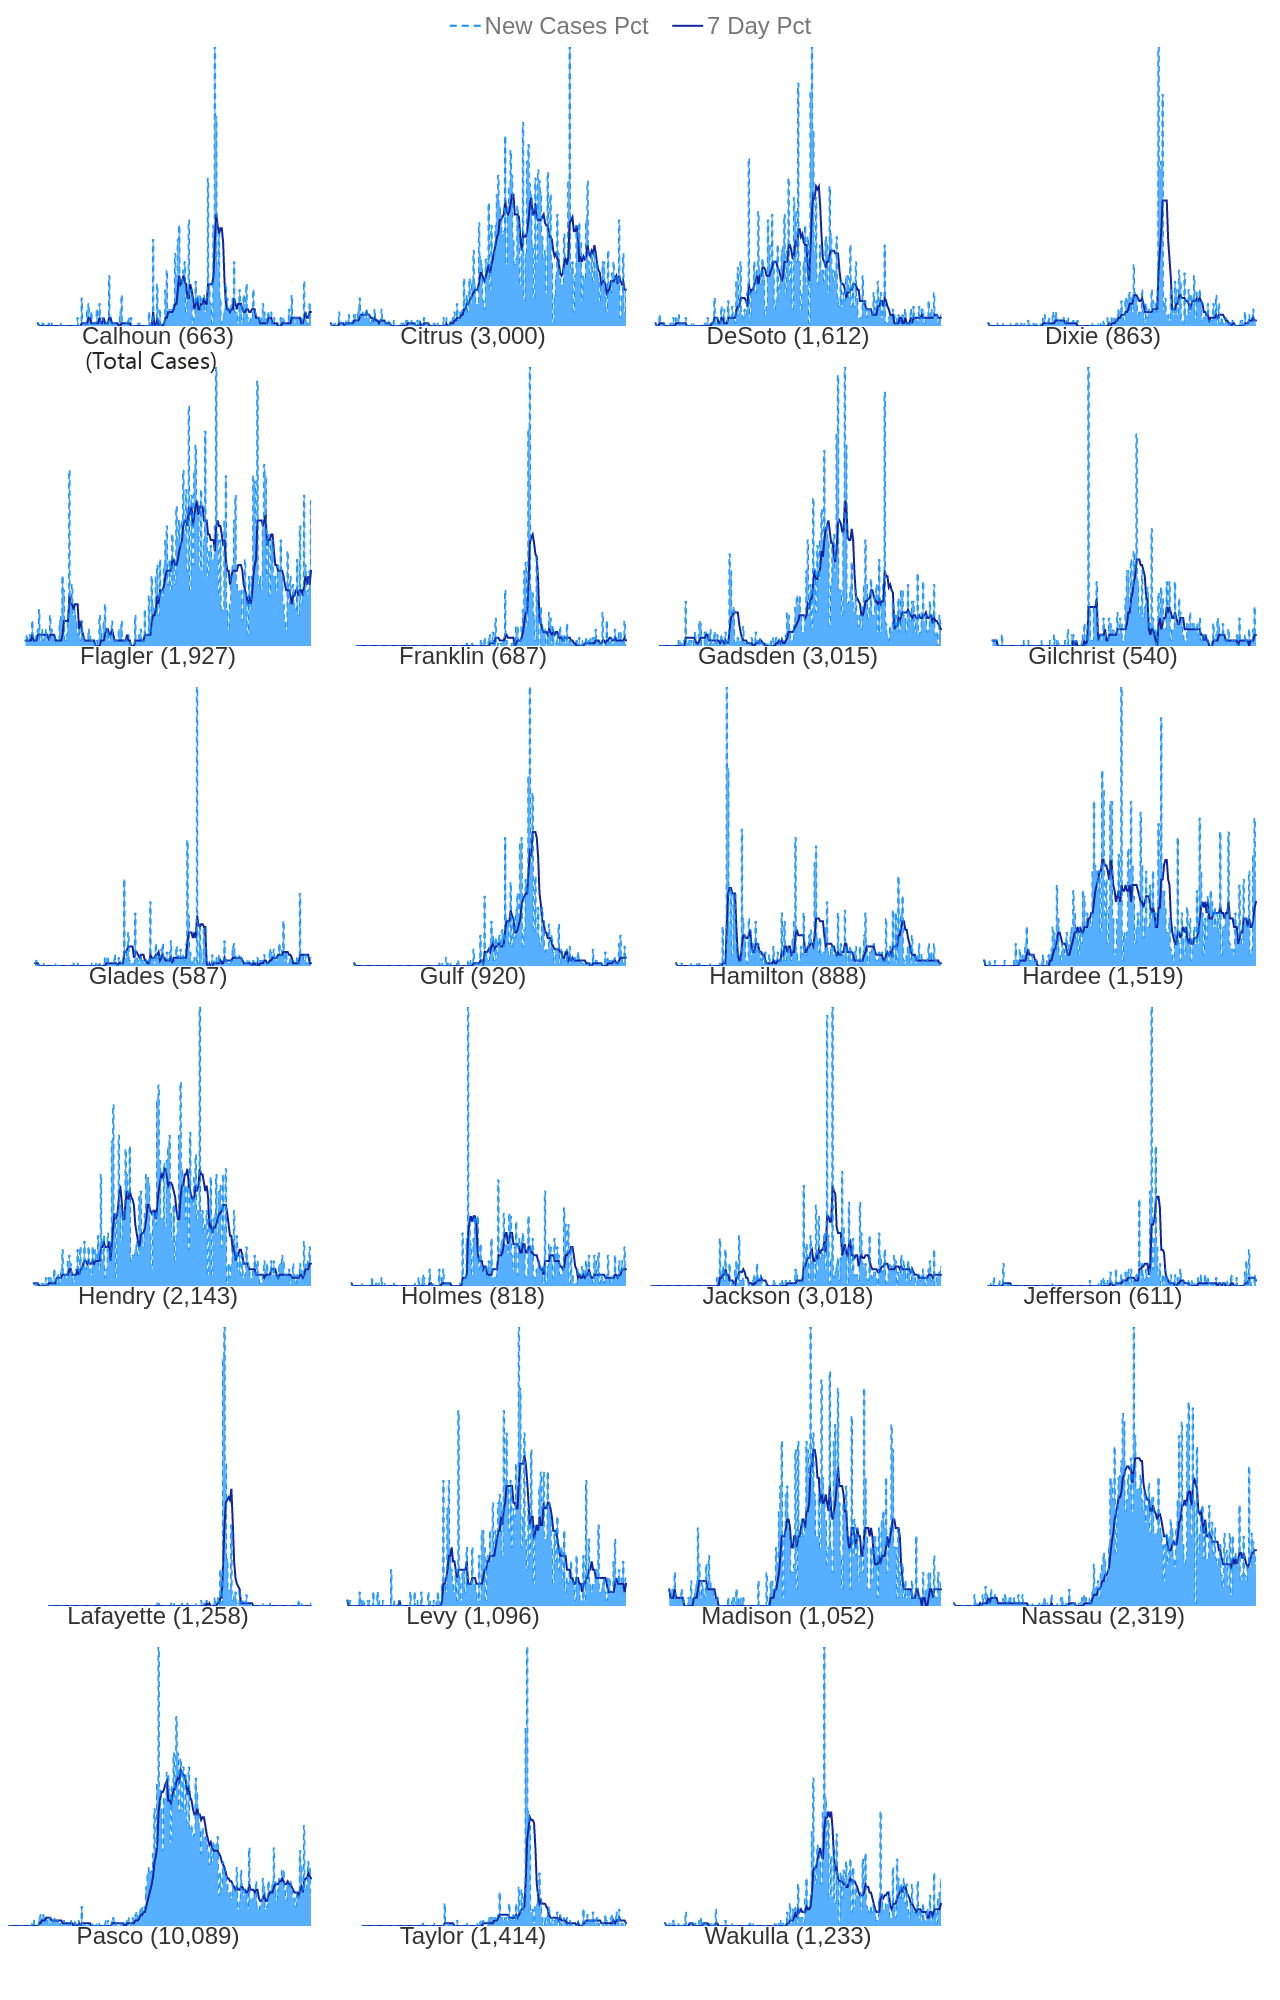 New Cases Pct 7 Day Pct
Calhoun (663) Citrus (3,000) DeSoto (1,612) Dixie (863)
(Total Cases)
Flagler (1,927) Franklin (687) Gadsden (3,015) Gilchrist (540)
Glades (587) Gulf (920) Hamilton (888) Hardee (1,519)
Hendry (2,143) Holmes (818) Jackson (3,018) Jefferson (611)
Lafayette (1,258) Levy (1,096) Madison (1,052) Nassau (2,319)
Pasco (10,089) Taylor (1,414) Wakulla (1,233)